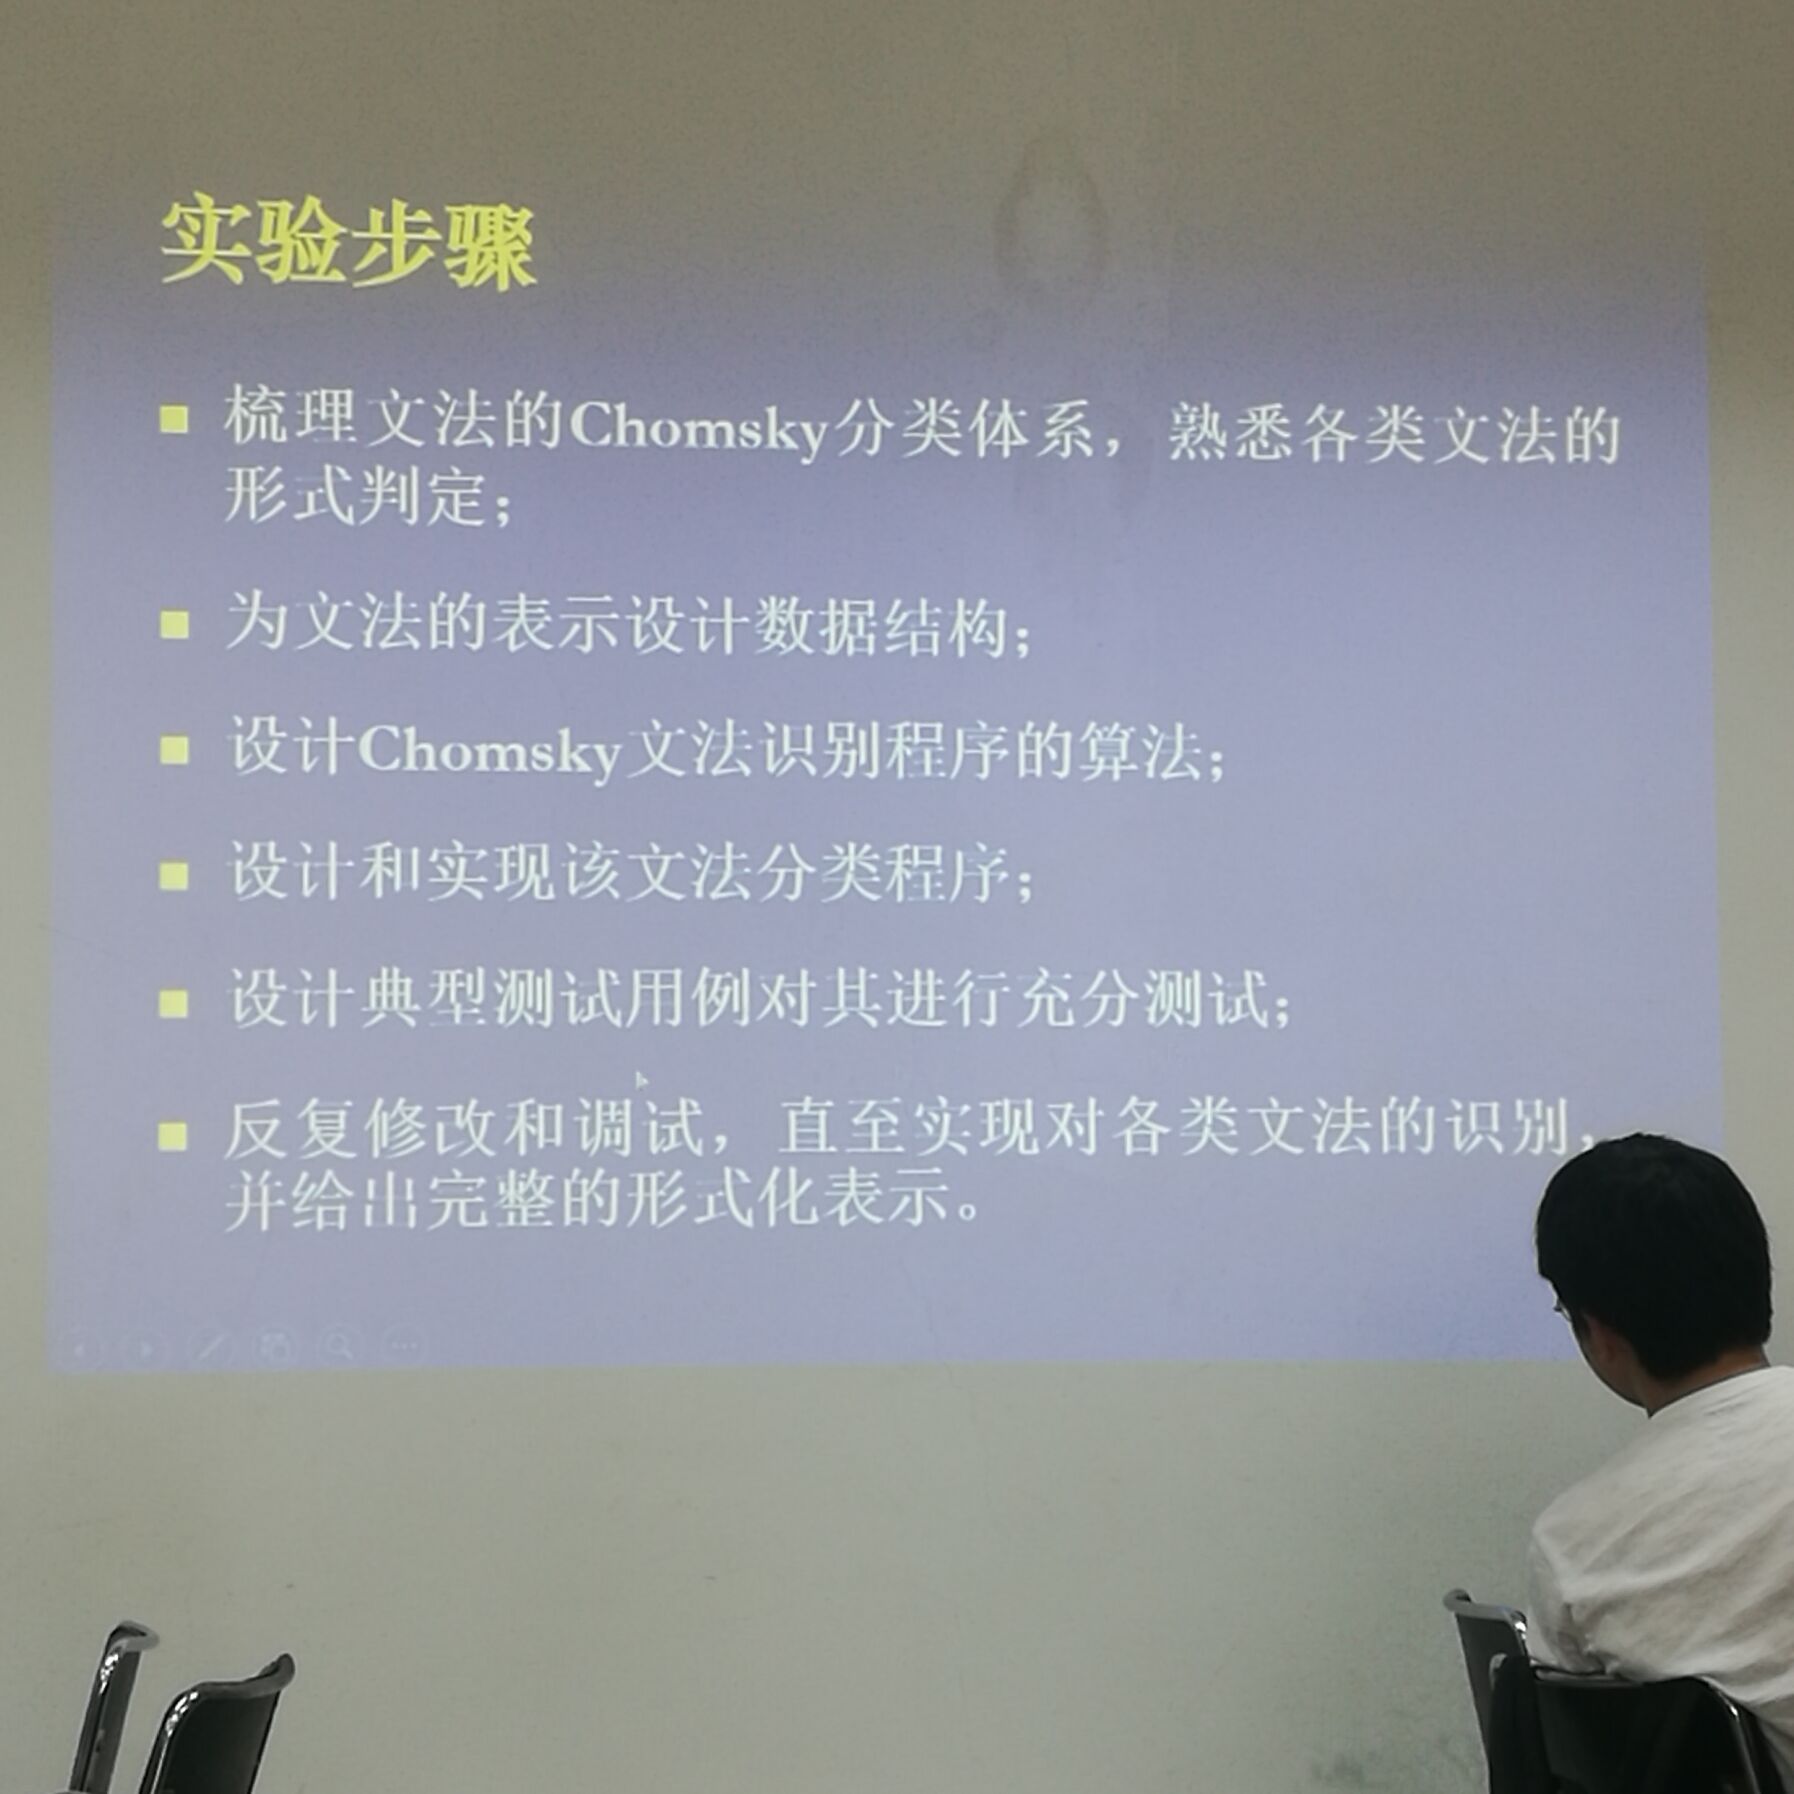 实验步骤
梳理文法的Chomsky分类体系，熟悉各类文法的
形式判定；
为文法的表示设计数据结构；
设计Chomsky文法识别程序的算法；
设计和实现该文法分类程序；
设计典型测试用例对其进行充分测试；
反复修改和调试，直至实现对各类文法的识别，
并给出完整的形式化表示。